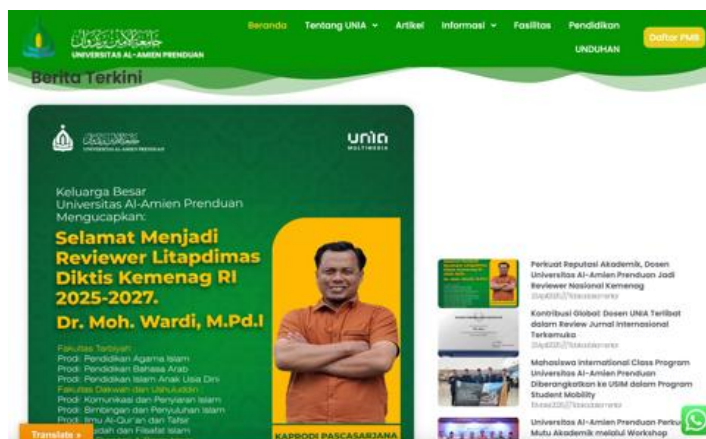 Beranda
Tentang UNIA
Artikel
Informasi
Fasilitas
Pendidikan
UNDUHAN
Daftar PMB
UNIVERSITAS AL-AMIEN PRENDUAN
Berita Terkini
unia
MULTIMEDIA
Keluarga Besar
Universitas Al-Amien Prenduan
Mengucapkan:
Selamat Menjadi
Reviewer Litapdimas
Diktis Kemenag RI
2025-2027.
Dr. Moh. Wardi, M.Pd.I
Fakultas Tarbiyah
Prodi: Pendidikan Agama Islam
Prodi: Pendidikan Bahasa Arab
Prodi: Pendidikan Islam Anak Usia Dini
Fakultas Dakwah dan Ushuluddin
Prodi: Komunikasi dan Penyiaran Islam
Prodi: Bimbingan dan Penyuluhan Islam
Prodi: Ilmu Al-Qur'an dan Tafsir
dan Filsafat Islam
KAPRODI PASCASARJANA
Translate »
Perkuat Reputasi Akademik, Dosen
Universitas Al-Amien Prenduan Jadi
Reviewer Nasional Kemenag
Kontribusi Global: Dosen UNIA Terlibat
dalam Review Jurnal Internasional
Terkemuka
Mahasiswa International Class Program
Universitas Al-Amien Prenduan
Diberangkatkan ke USIM dalam Program
Student Mobility
Universitas Al-Amien Prenduan
Mutu Akademik melalui Workshop